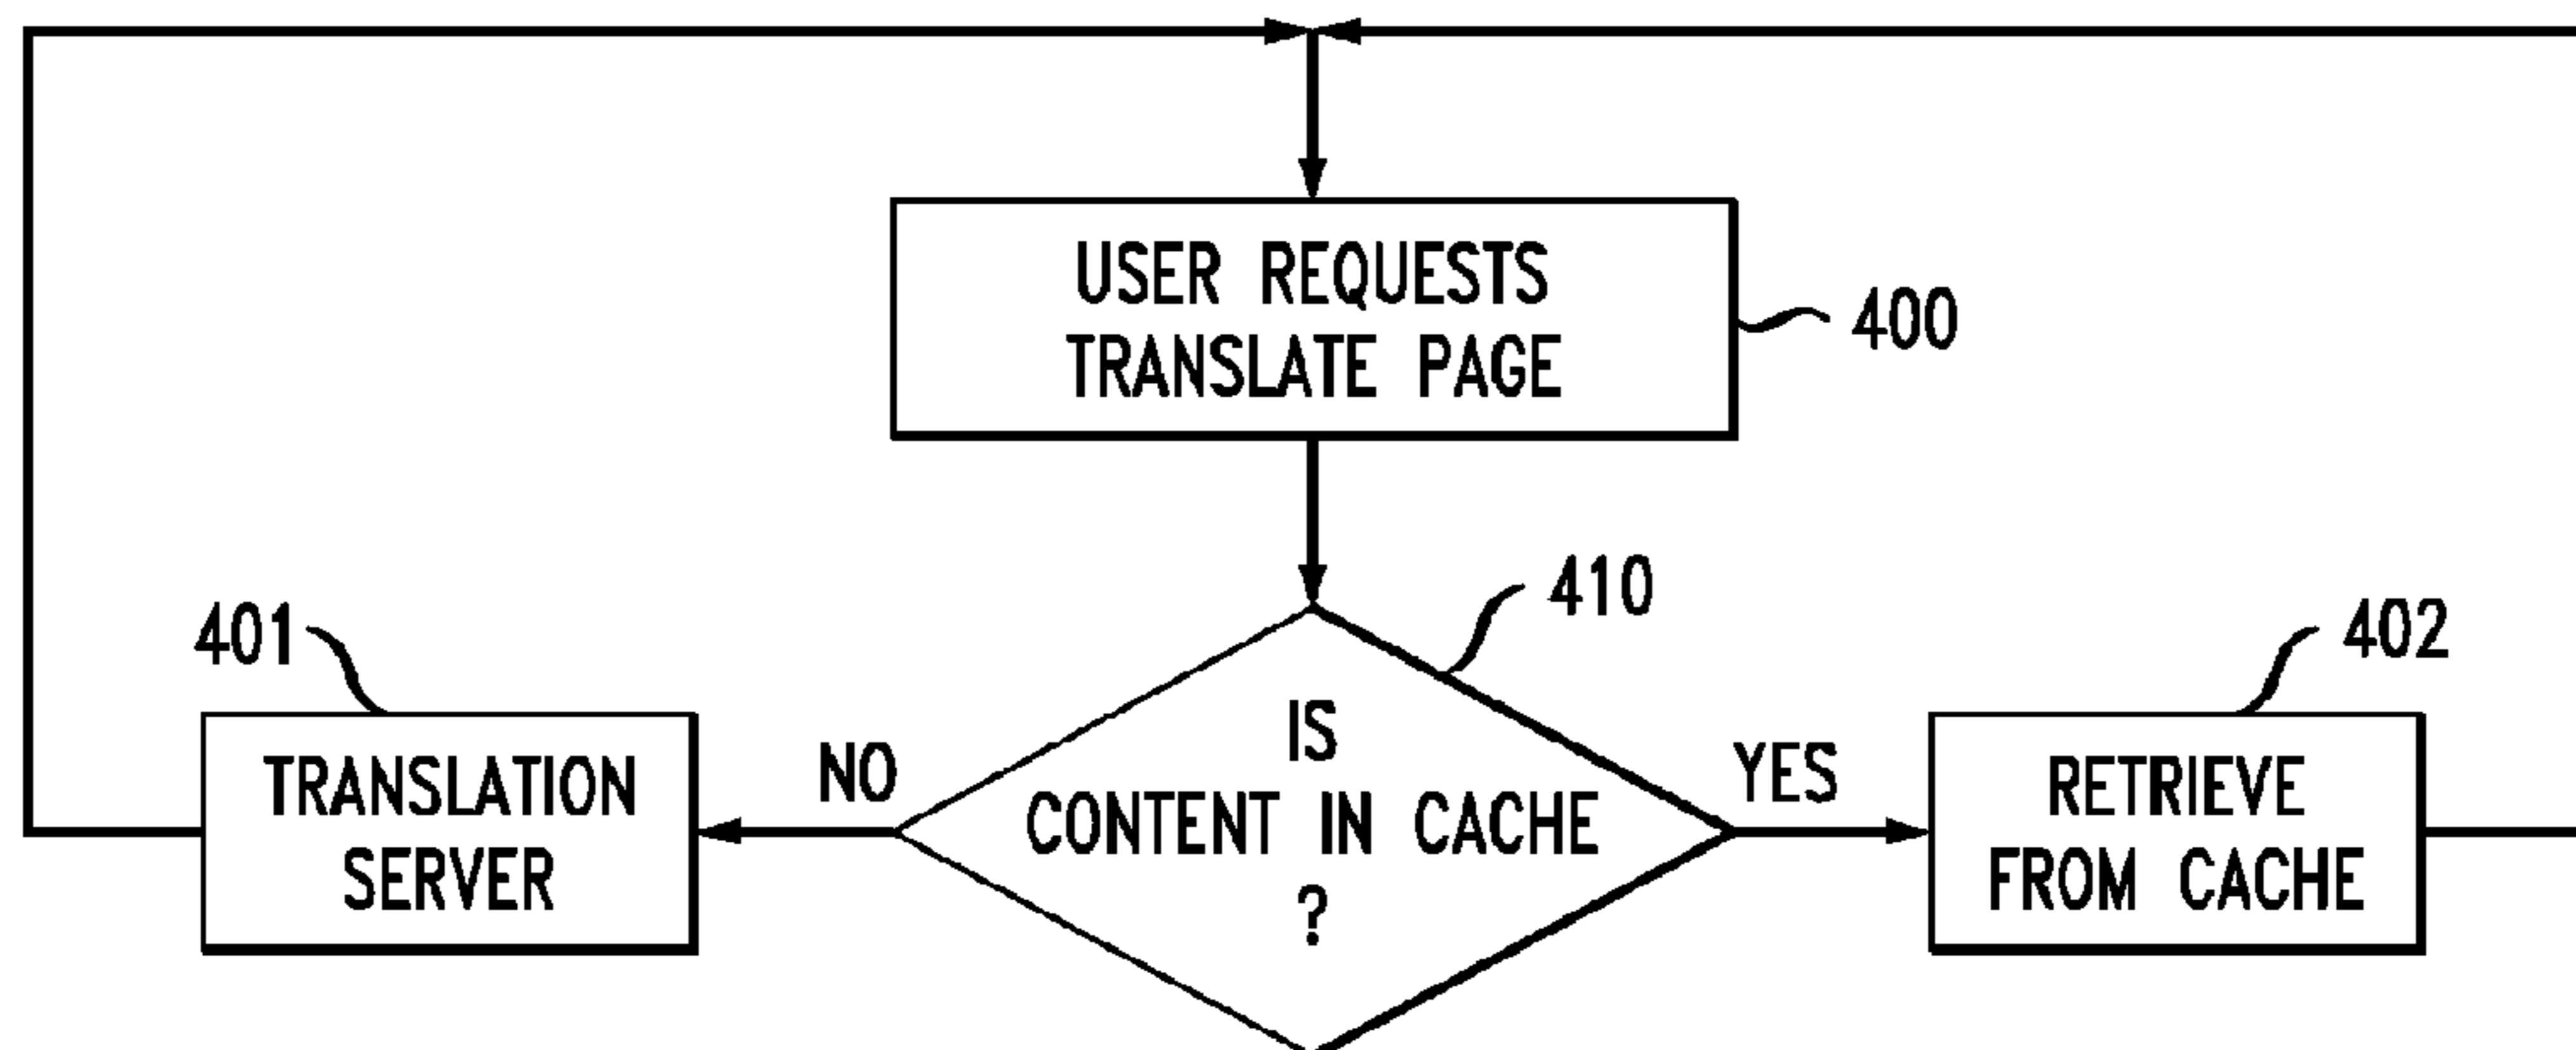 USER REQUESTS
TRANSLATE PAGE
400
410
401
402
IS
CONTENT IN CACHE
?
NO
YES
TRANSLATION
SERVER
RETRIEVE
FROM CACHE